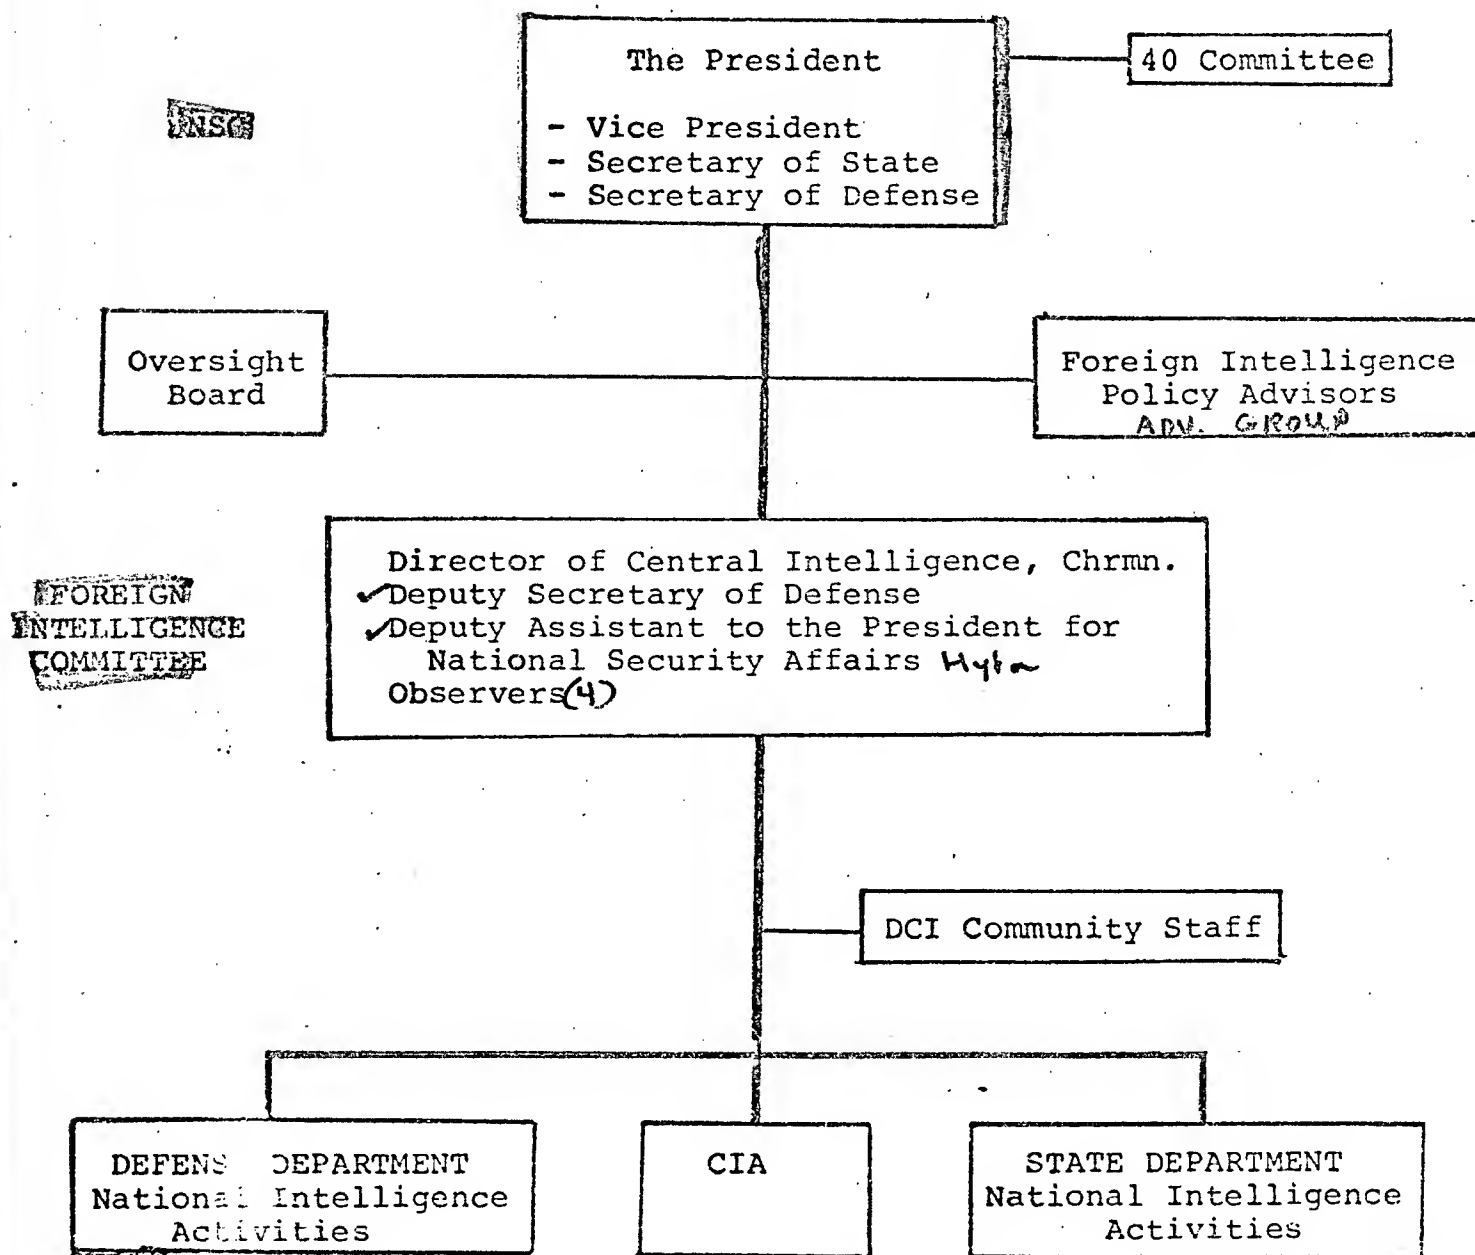 The President
40 Committee
NSC
- Vice President
- Secretary of State
- Secretary of Defense
Oversight
Board
Foreign Intelligence
Policy Advisors
ADV. GROUP
FOREIGN
INTELLIGENCE
COMMITTEE
Director of Central Intelligence, Chrmn.
✓Deputy Secretary of Defense
✓Deputy Assistant to the President for
National Security Affairs
Observers(4)
DCI Community Staff
DEFENS DEPARTMENT
National Intelligence
Activities
CIA
STATE DEPARTMENT
National Intelligence
Activities